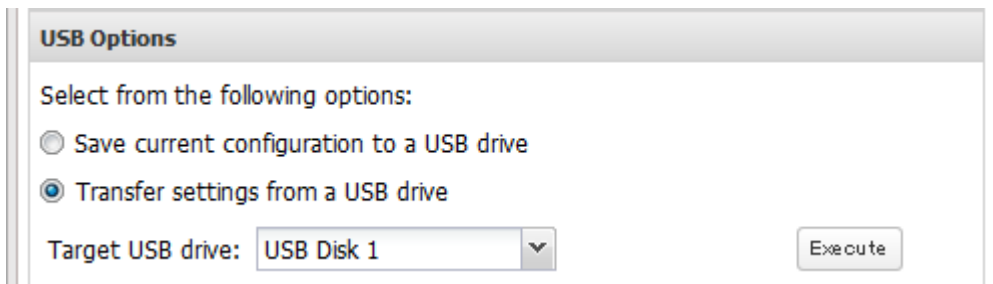 USB Options
Select from the following options:
Save current configuration to a USB drive
Transfer settings from a USB drive
Target USB drive: USB Disk 1 Execute